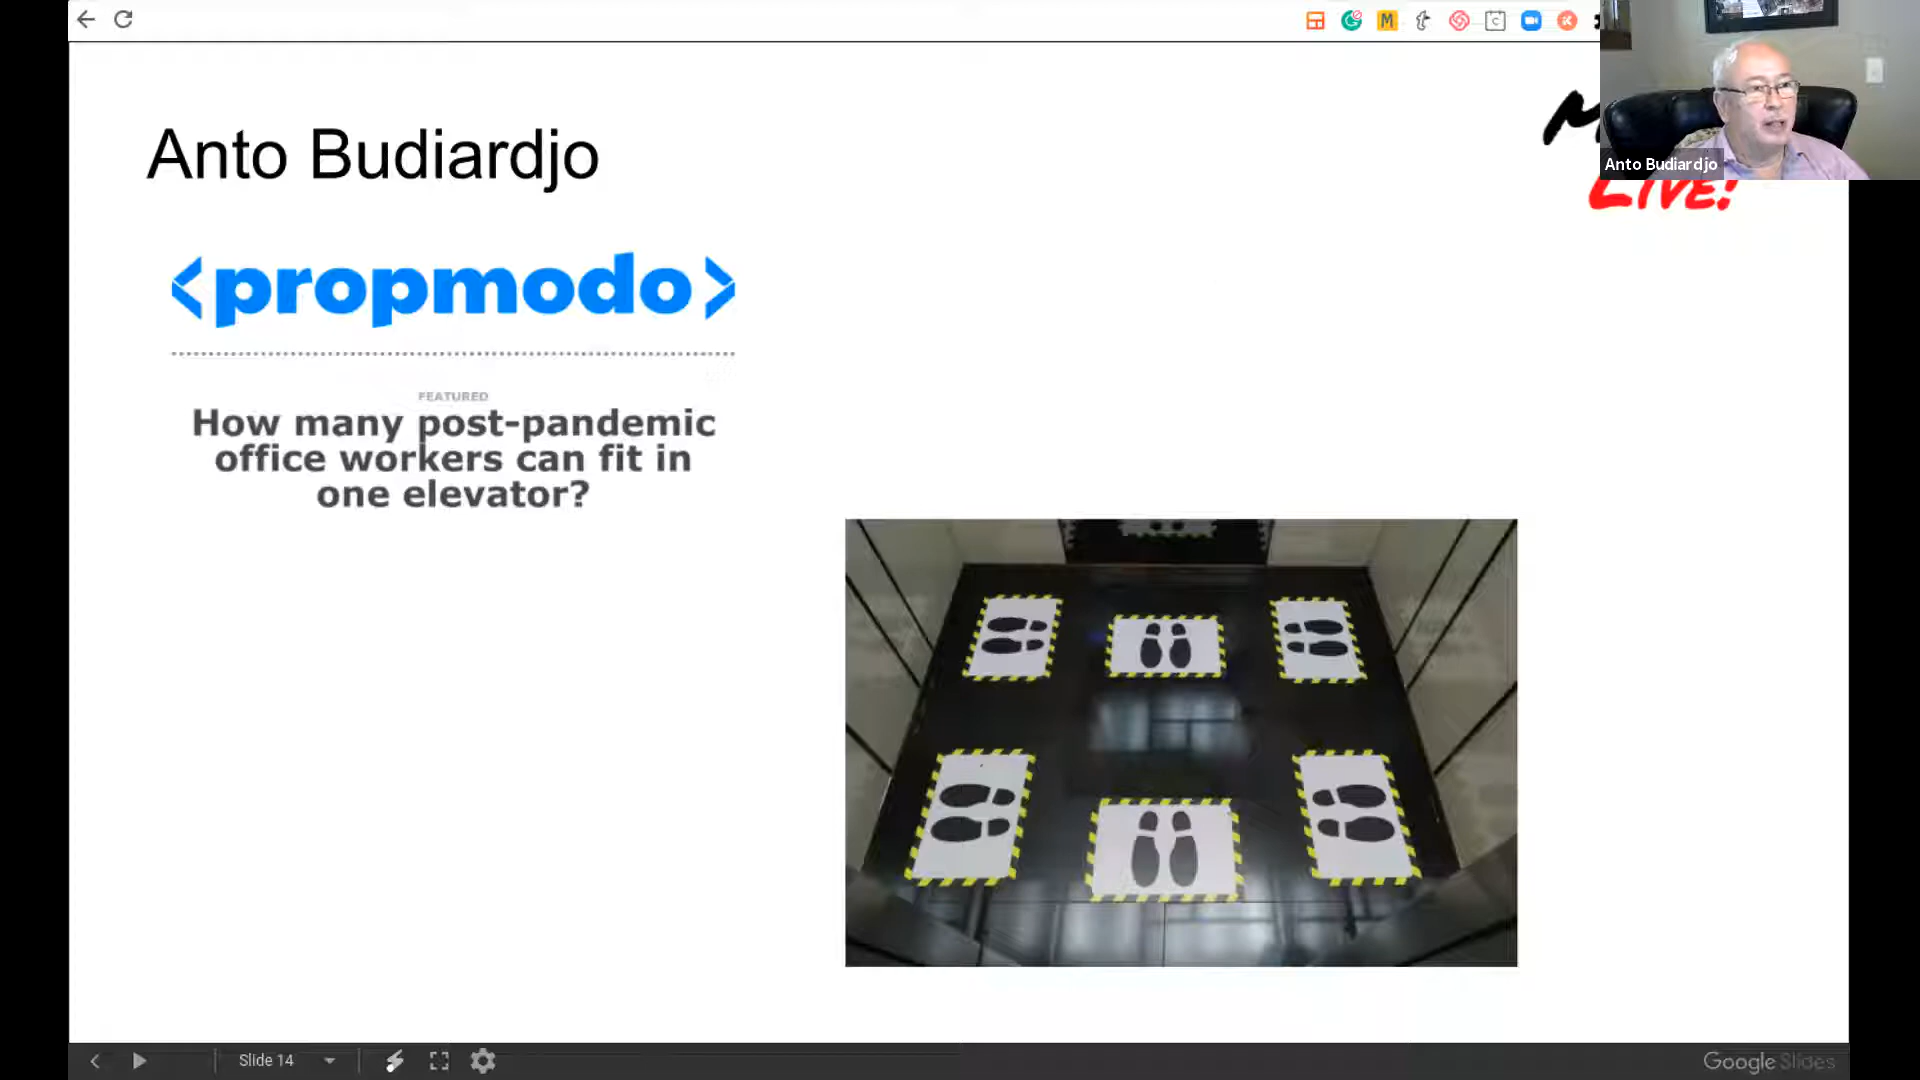 M
Anto Budiardjo
Anto Budiardjo
LIVE!
<propmodo>
FEATURED
How many post-pandemic
office workers can fit in
one elevator?
Slide 14
Google Slides